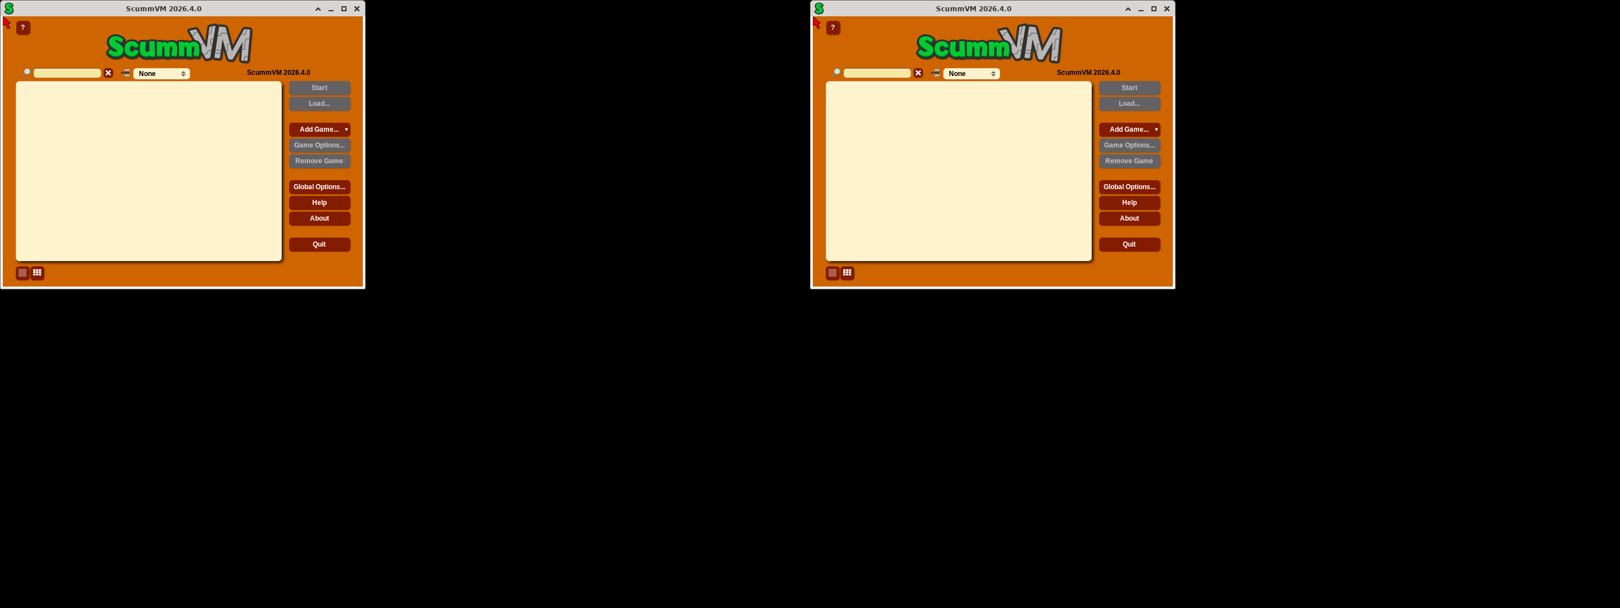 ScummVM 2026.4.0
?
ScummVM
None
ScummVM 2026.4.0
Start
Load...
Add Game...
Game Options...
Remove Game
Global Options...
Help
About
Quit
ScummVM 2026.4.0
?
ScummVM
None
ScummVM 2026.4.0
Start
Load...
Add Game...
Game Options...
Remove Game
Global Options...
Help
About
Quit